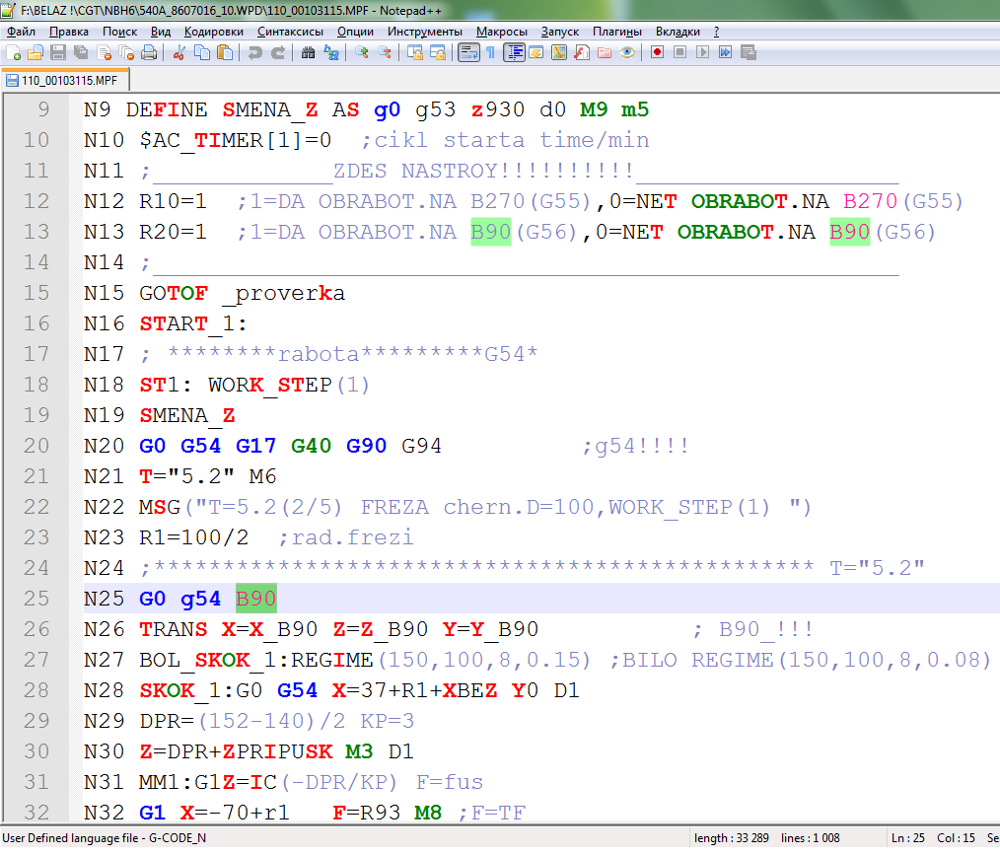 F:\BELAZ !\CGT\NBH6\540A_8607016_10.WPD\110_00103115.MPF - Notepad++
Файл Правка Поиск Вид Кодировки Синтаксисы Опции Инструменты Макросы Запуск Плагины Вкладки ?
110_00103115.MPF
9 N9 DEFINE SMENA_Z AS g0 g53 z930 d0 M9 m5
10 N10 $AC_TIMER[1]=0 ;cikl starta time/min
11 N11 ;_____________ZDES NASTROY!!!!!!!!!!___________________
12 N12 R10=1 ;1=DA OBRABOT.NA B270(G55),0=NET OBRABOT.NA B270(G55)
13 N13 R20=1 ;1=DA OBRABOT.NA B90(G56),0=NET OBRABOT.NA B90(G56)
14 N14 ;______________________________________________________
15 N15 GOTOF _proverka
16 N16 START_1:
17 N17 ; ********rabota*********G54*
18 N18 ST1: WORK_STEP(1)
19 N19 SMENA_Z
20 N20 G0 G54 G17 G40 G90 G94 ;g54!!!!
21 N21 T="5.2" M6
22 N22 MSG("T=5.2(2/5) FREZA chern.D=100,WORK_STEP(1) ")
23 N23 R1=100/2 ;rad.frezi
24 N24 ;************************************************ T="5.2"
25 N25 G0 g54 B90
26 N26 TRANS X=X_B90 Z=Z_B90 Y=Y_B90 ; B90_!!!
27 N27 BOL_SKOK_1:REGIME(150,100,8,0.15) ;BILO REGIME(150,100,8,0.08)
28 N28 SKOK_1:G0 G54 X=37+R1+XBEZ Y0 D1
29 N29 DPR=(152-140)/2 KP=3
30 N30 Z=DPR+ZPRIPUSK M3 D1
31 N31 MM1:G1Z=IC(-DPR/KP) F=fus
32 N32 G1 X=-70+r1 F=R93 M8 ;F=TF
User Defined language file - G-CODE_N length : 33 289 lines : 1 008 Ln : 25 Col : 15 Se